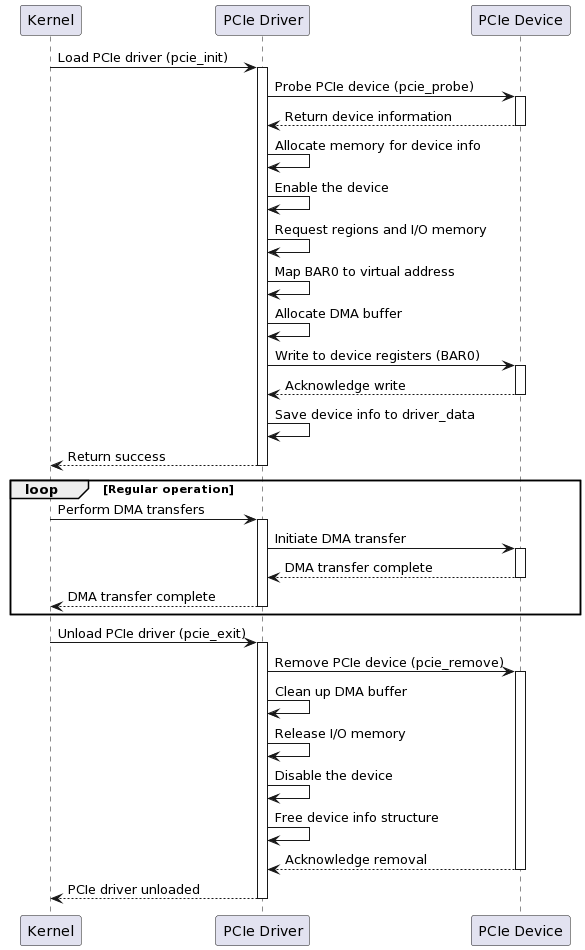 Kernel
PCIe Driver
PCIe Device
Load PCIe driver (pcie_init)
Probe PCIe device (pcie_probe)
Return device information
Allocate memory for device info
Enable the device
Request regions and I/O memory
Map BAR0 to virtual address
Allocate DMA buffer
Write to device registers (BAR0)
Acknowledge write
Save device info to driver_data
Return success
loop [Regular operation]
Perform DMA transfers
Initiate DMA transfer
DMA transfer complete
DMA transfer complete
Unload PCIe driver (pcie_exit)
Remove PCIe device (pcie_remove)
Clean up DMA buffer
Release I/O memory
Disable the device
Free device info structure
Acknowledge removal
PCIe driver unloaded
Kernel
PCIe Driver
PCIe Device